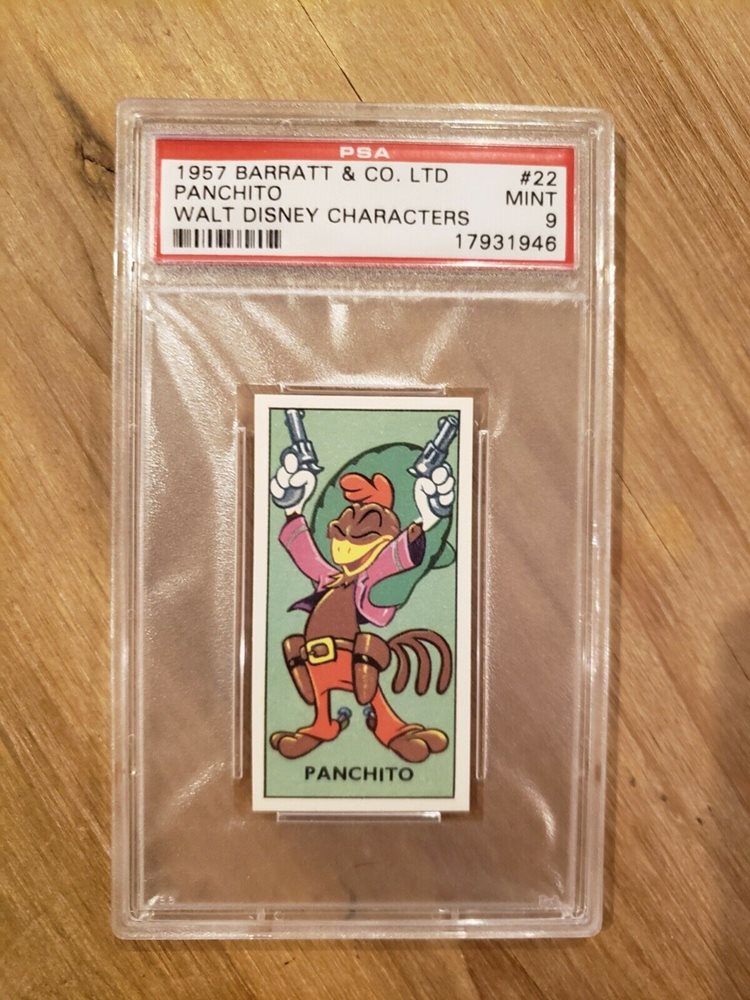 PSA
1957 BARRATT & CO. LTD #22
PANCHITO MINT
WALT DISNEY CHARACTERS 9
17931946
PANCHITO